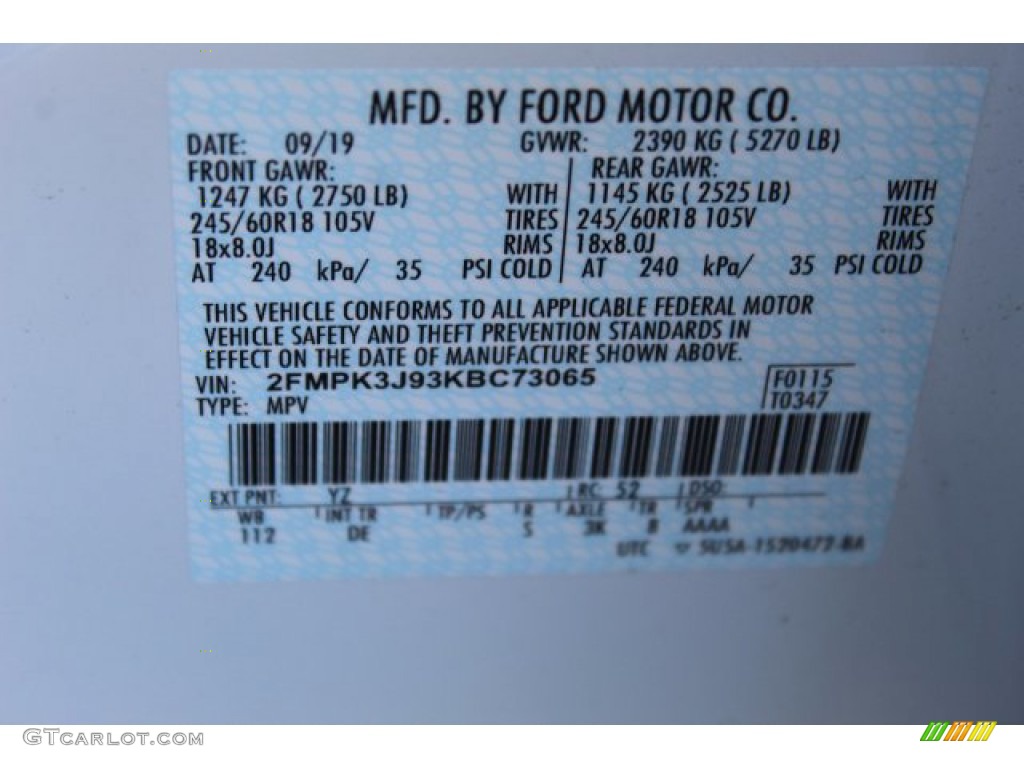 MFD. BY FORD MOTOR CO.
DATE: 09/19 GVWR: 2390 KG ( 5270 LB)
FRONT GAWR: REAR GAWR:
1247 KG ( 2750 LB) WITH 1145 KG ( 2525 LB) WITH
245/60R18 105V TIRES 245/60R18 105V TIRES
18x8.0J RIMS 18x8.0J RIMS
AT 240 kPa/ 35 PSI COLD AT 240 kPa/ 35 PSI COLD
THIS VEHICLE CONFORMS TO ALL APPLICABLE FEDERAL MOTOR
VEHICLE SAFETY AND THEFT PREVENTION STANDARDS IN
EFFECT ON THE DATE OF MANUFACTURE SHOWN ABOVE.
VIN: 2FMPK3J93KBC73065 F0115
TYPE: MPV T0347
EXT PNT: YZ RC: 52 DSO:
WB INT TR TP/PS R AXLE TR SPR
112 DE S 3K 8 AAAA
UTC 5U5A-1520472-BA
GTcarlot.com